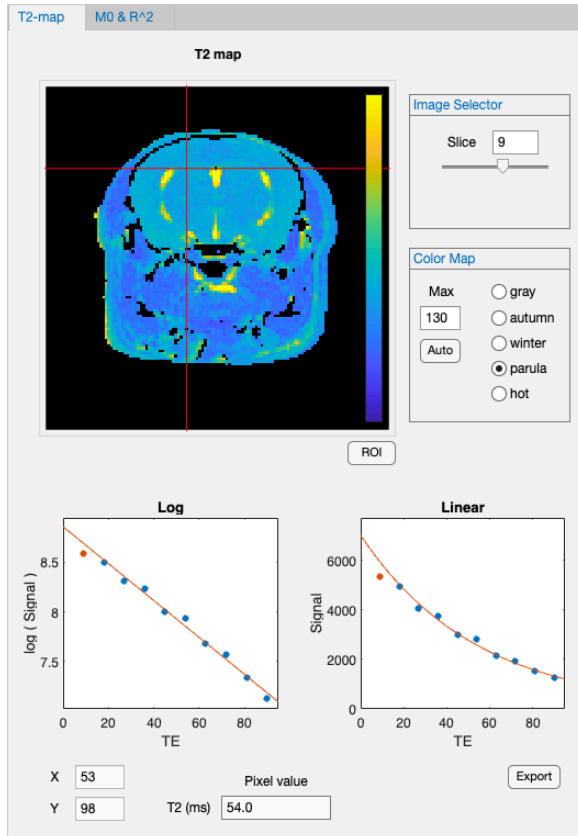 T2-map M0 & R^2
T2 map
Image Selector
Slice 9
Color Map
Max
130
Auto
gray
autumn
winter
parula
hot
ROI
Log
8.5
8
7.5
log ( Signal )
0 20 40 60 80
TE
Linear
6000
4000
2000
0
Signal
0 20 40 60 80
TE
X 53
Y 98
Pixel value
T2 (ms) 54.0
Export